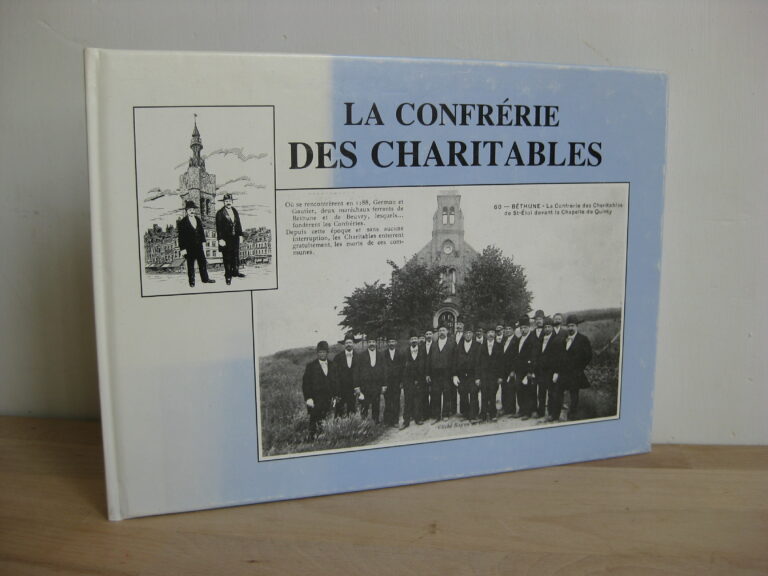 LA CONFRÉRIE
DES CHARITABLES
Où se rencontrèrent en 1188, Germon et
Gautier, deux maréchaux-ferrants de
Béthune et de Beuvry, lesquels...
fondèrent les Confréries.
Depuis cette époque et sans aucune
interruption, les Charitables enterrent
gratuitement, les morts de ces com-
munes.
60 — BÉTHUNE - La Confrérie des Charitables
de St-Éloi devant la Chapelle de Quinty
Cliché